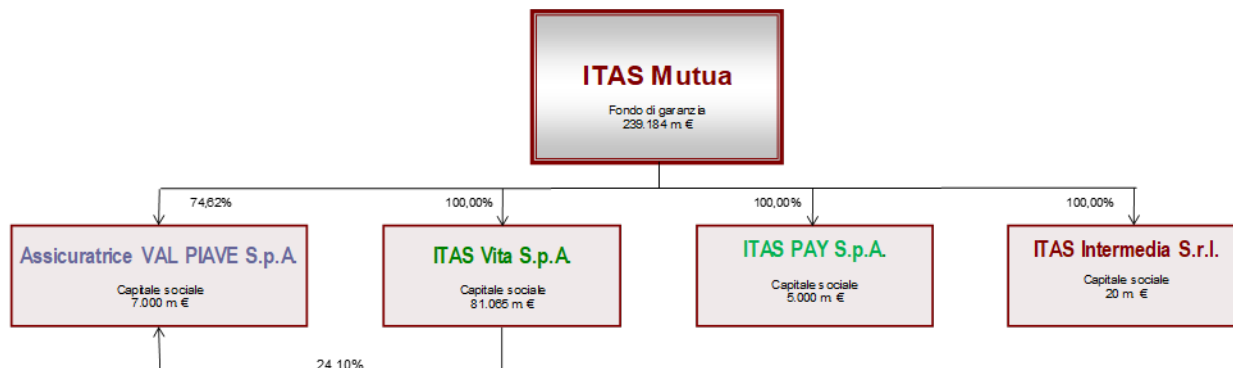 ITAS Mutua
Fondo di garanzia
239.184 m. €
74,62%
100,00%
100,00%
100,00%
Assicuratrice VAL PIAVE S.p.A.
Capitale sociale
7.000 m. €
ITAS Vita S.p.A.
Capitale sociale
81.065 m. €
ITAS PAY S.p.A.
Capitale sociale
5.000 m. €
ITAS Intermedia S.r.l.
Capitale sociale
20 m. €
24,10%